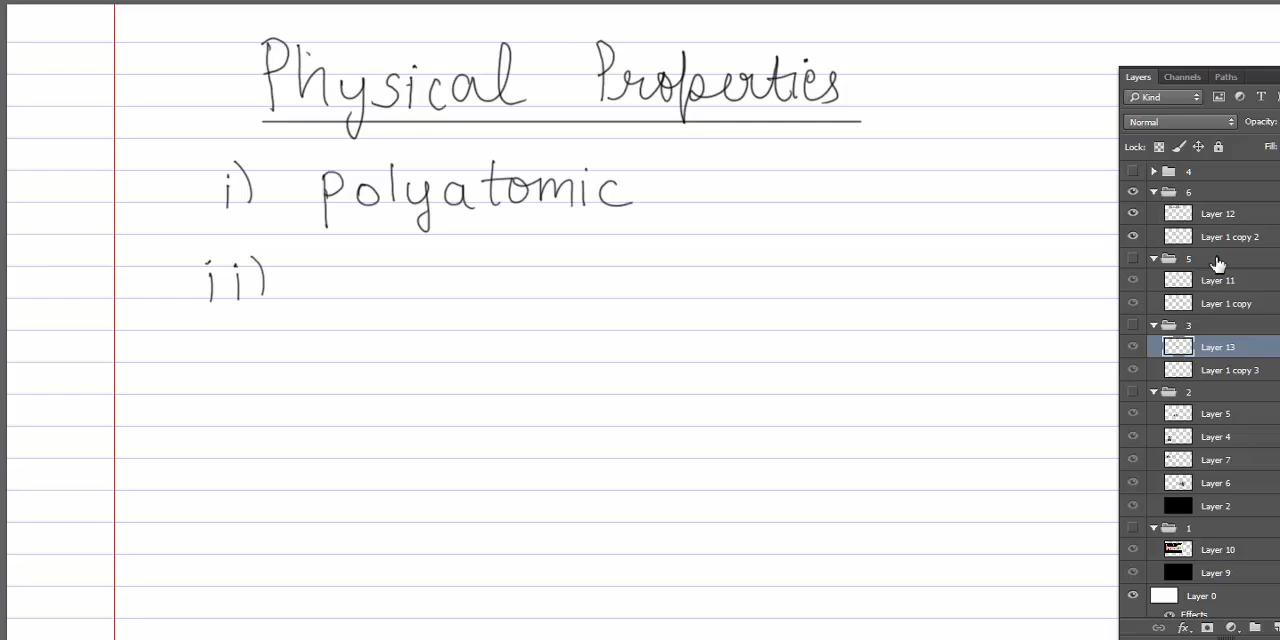 Physical Properties
i) polyatomic
ii)
Layers Channels Paths
Kind
Normal Opacity:
Lock: Fill:
4
6
Layer 12
Layer 1 copy 2
5
Layer 11
Layer 1 copy
3
Layer 13
Layer 1 copy 3
2
Layer 5
Layer 4
Layer 7
Layer 6
Layer 2
1
Layer 10
Layer 9
Layer 0
Effects
fx